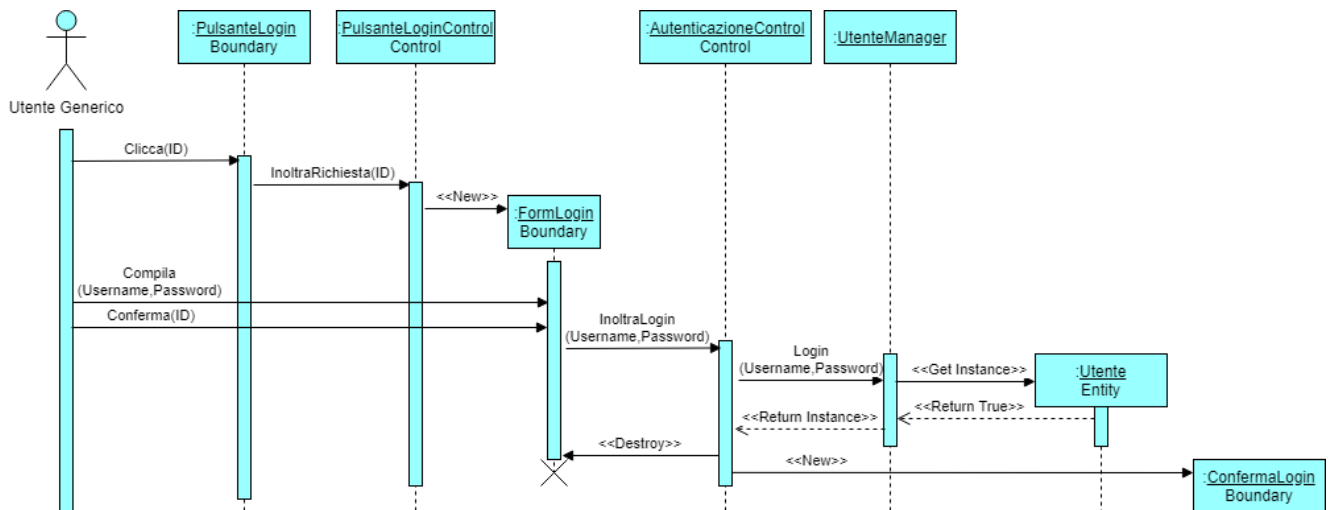 :PulsanteLogin
Boundary
:PulsanteLoginControl
Control
:AutenticazioneControl
Control
:UtenteManager
Utente Generico
Clicca(ID)
InoltraRichiesta(ID)
<<New>>
:FormLogin
Boundary
Compila
(Username,Password)
Conferma(ID)
InoltraLogin
(Username,Password)
Login
(Username,Password)
<<Get Instance>>
:Utente
Entity
<<Return True>>
<<Return Instance>>
<<Destroy>>
<<New>>
:ConfermaLogin
Boundary